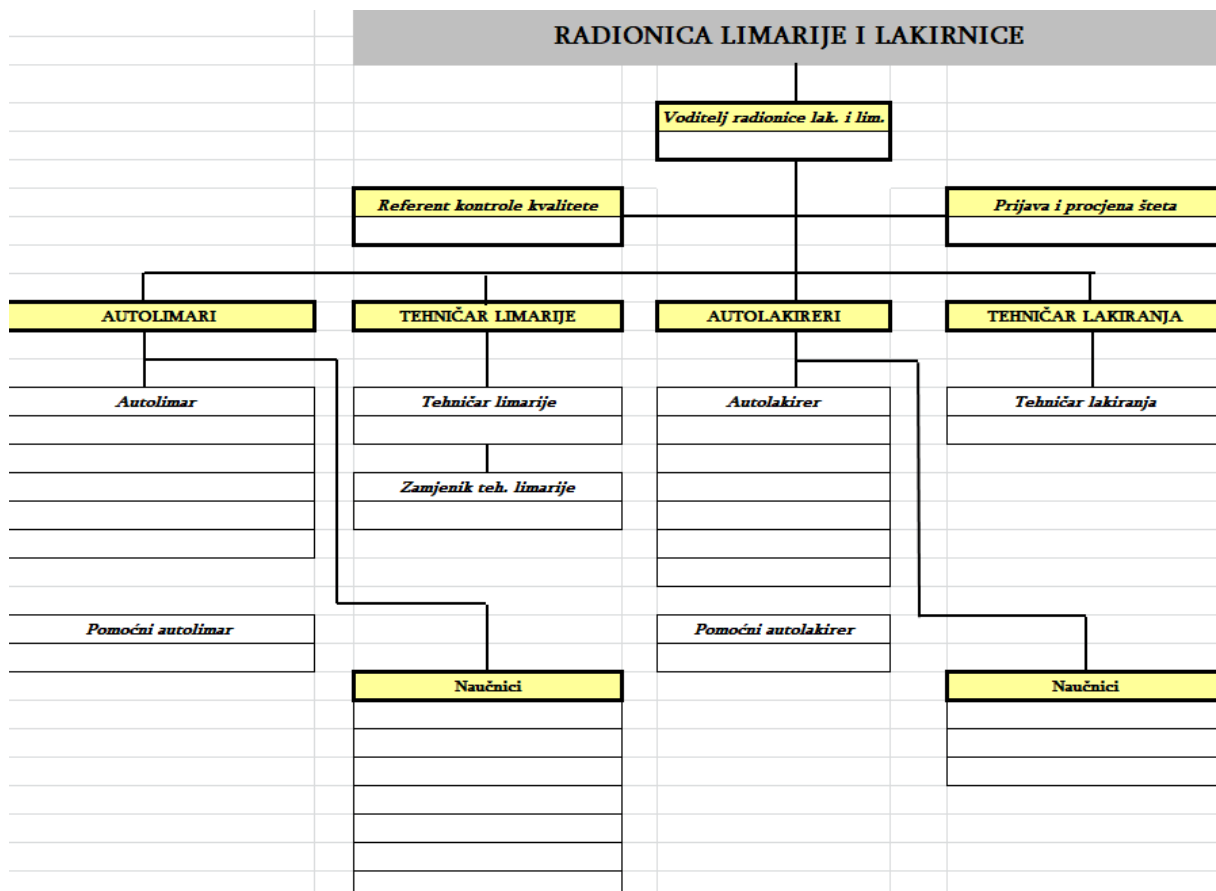 RADIONICA LIMARIJE I LAKIRNICE
Voditelj radionice lak. i lim.
Referent kontrole kvalitete
Prijava i procjena šteta
AUTOLIMARI
TEHNIČAR LIMARIJE
AUTOLAKIRERI
TEHNIČAR LAKIRANJA
Autolimar
Tehničar limarije
Autolakirer
Tehničar lakiranja
Zamjenik teh. limarije
Pomoćni autolimar
Pomoćni autolakirer
Naučnici
Naučnici